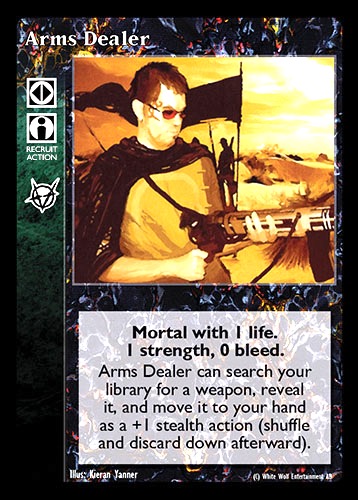 Arms Dealer
RECRUIT
ACTION
Mortal with 1 life.
1 strength, 0 bleed.
Arms Dealer can search your
library for a weapon, reveal
it, and move it to your hand
as a +1 stealth action (shuffle
and discard down afterward).
Illus: Kieran Yanner
(C) White Wolf Entertainment AB